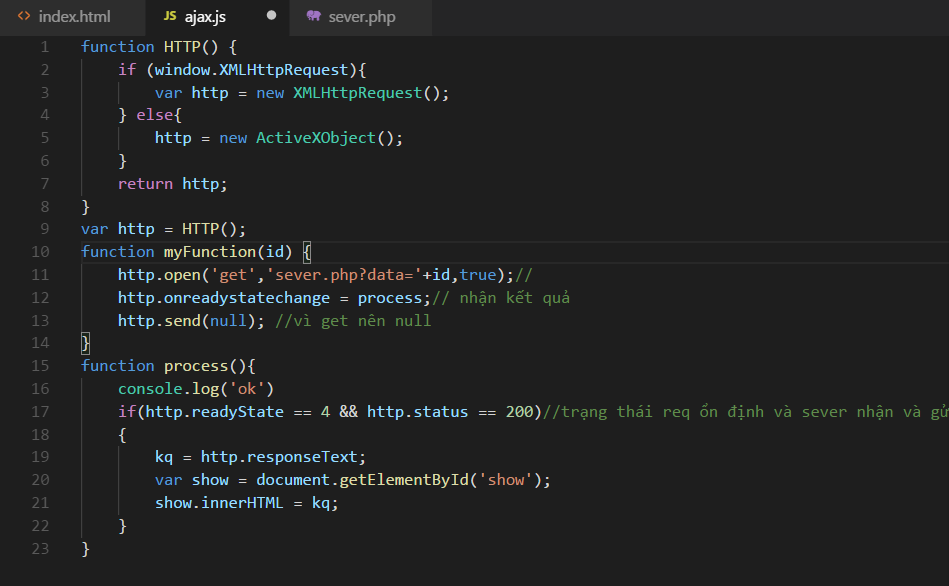 <> index.html JS ajax.js ● sever.php
1 function HTTP() {
2 if (window.XMLHttpRequest){
3 var http = new XMLHttpRequest();
4 } else{
5 http = new ActiveXObject();
6 }
7 return http;
8 }
9 var http = HTTP();
10 function myFunction(id) {
11 http.open('get','sever.php?data='+id,true);//
12 http.onreadystatechange = process;// nhận kết quả
13 http.send(null); //vì get nên null
14 }
15 function process(){
16 console.log('ok')
17 if(http.readyState == 4 && http.status == 200)//trạng thái req ổn định và sever nhận và
18 {
19 kq = http.responseText;
20 var show = document.getElementById('show');
21 show.innerHTML = kq;
22 }
23 }